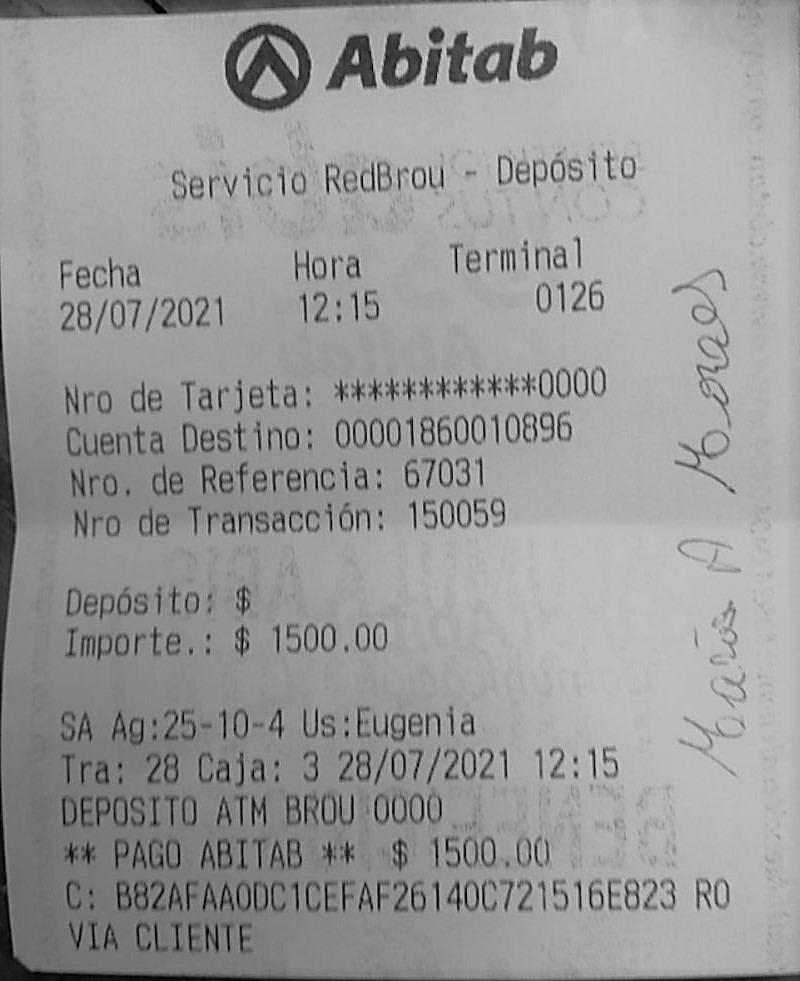 Abitab
Servicio RedBrou - Depósito
Fecha Hora Terminal
28/07/2021 12:15 0126
Nro de Tarjeta: ************0000
Cuenta Destino: 00001860010896
Nro. de Referencia: 67031
Nro de Transacción: 150059
Depósito: $
Importe.: $ 1500.00
SA Ag:25-10-4 Us:Eugenia
Tra: 28 Caja: 3 28/07/2021 12:15
DEPOSITO ATM BROU 0000
** PAGO ABITAB ** $ 1500.00
C: B82AFAA0DC1CEFAF26140C721516E823 RO
VIA CLIENTE
A Moraes